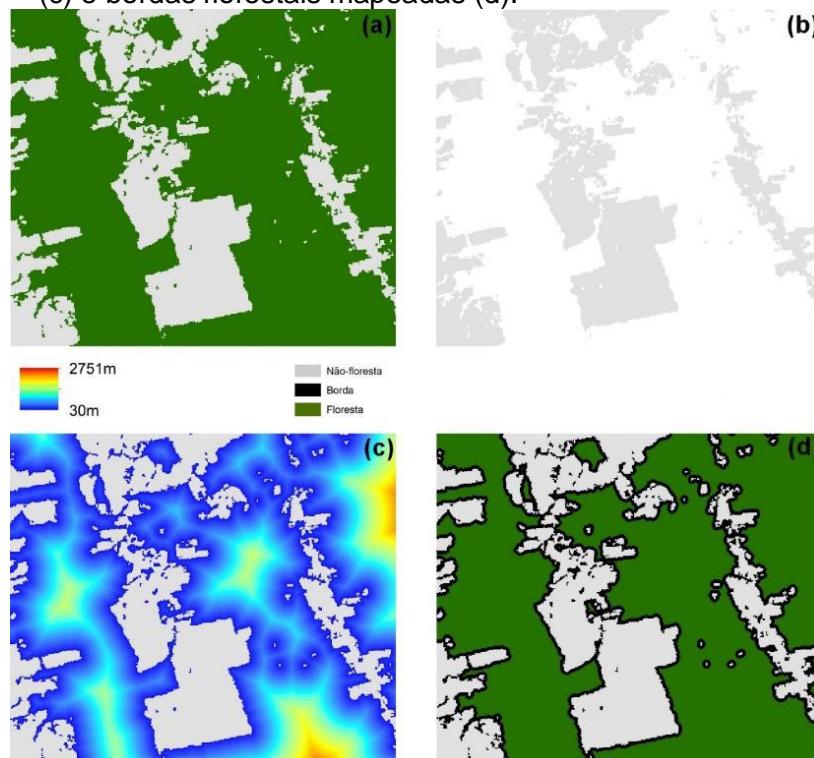 (c) e bordas florestais mapeadas (d).
(a)
(b)
2751m
30m
Não-floresta
Borda
Floresta
(c)
(d